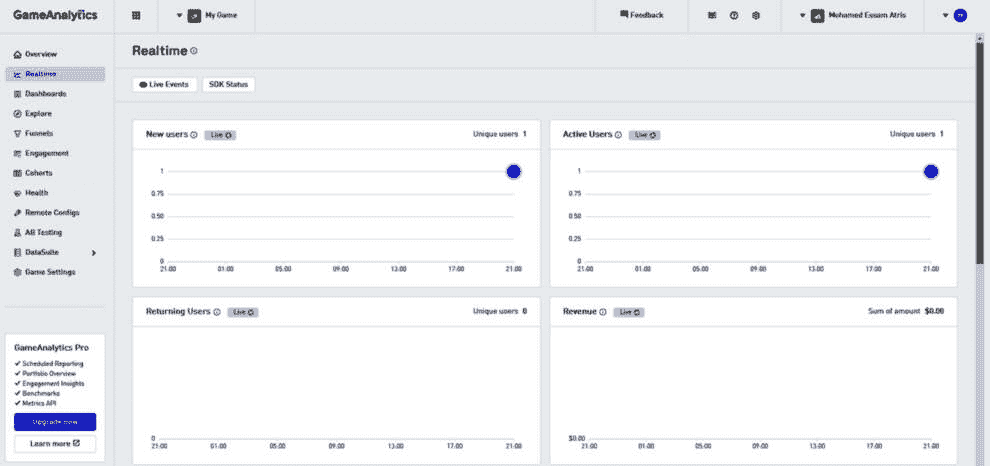 GameAnalytics
My Game
Feedback
Mohamed Essam Atris
Overview
Realtime
Dashboards
Explore
Funnels
Engagement
Cohorts
Health
Remote Configs
AB Testing
DataSuite
Game Settings
GameAnalytics Pro
Scheduled Reporting
Portfolio Overview
Engagement Insights
Benchmarks
Metrics API
Upgrade now
Learn more
Realtime
Live Events
SDK Status
New users Live Unique users 1
1
0.75
0.50
0.25
0
21:00 01:00 05:00 09:00 13:00 17:00 21:00
Active Users Live Unique users 1
1
0.75
0.50
0.25
0
21:00 01:00 05:00 09:00 13:00 17:00 21:00
Returning Users Live Unique users 0
0
21:00 01:00 05:00 09:00 13:00 17:00 21:00
Revenue Live Sum of amount $0.00
$0.00
21:00 01:00 05:00 09:00 13:00 17:00 21:00